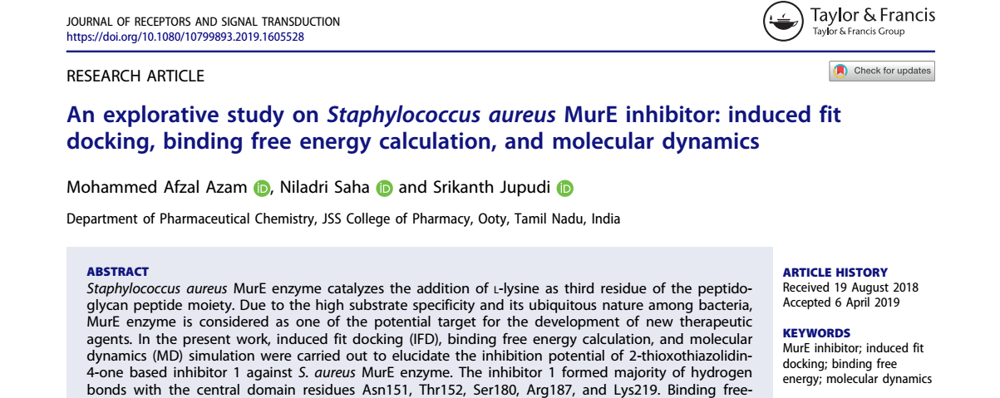 JOURNAL OF RECEPTORS AND SIGNAL TRANSDUCTION
https://doi.org/10.1080/10799893.2019.1605528
Taylor & Francis
Taylor & Francis Group
Check for updates
RESEARCH ARTICLE
An explorative study on Staphylococcus aureus MurE inhibitor: induced fit
docking, binding free energy calculation, and molecular dynamics
Mohammed Afzal Azam iD, Niladri Saha iD and Srikanth Jupudi iD
Department of Pharmaceutical Chemistry, JSS College of Pharmacy, Ooty, Tamil Nadu, India
ABSTRACT
Staphylococcus aureus MurE enzyme catalyzes the addition of L-lysine as third residue of the peptido-
glycan peptide moiety. Due to the high substrate specificity and its ubiquitous nature among bacteria,
MurE enzyme is considered as one of the potential target for the development of new therapeutic
agents. In the present work, induced fit docking (IFD), binding free energy calculation, and molecular
dynamics (MD) simulation were carried out to elucidate the inhibition potential of 2-thioxothiazolidin-
4-one based inhibitor 1 against S. aureus MurE enzyme. The inhibitor 1 formed majority of hydrogen
bonds with the central domain residues Asn151, Thr152, Ser180, Arg187, and Lys219. Binding free-
ARTICLE HISTORY
Received 19 August 2018
Accepted 6 April 2019
KEYWORDS
MurE inhibitor; induced fit
docking; binding free
energy; molecular dynamics